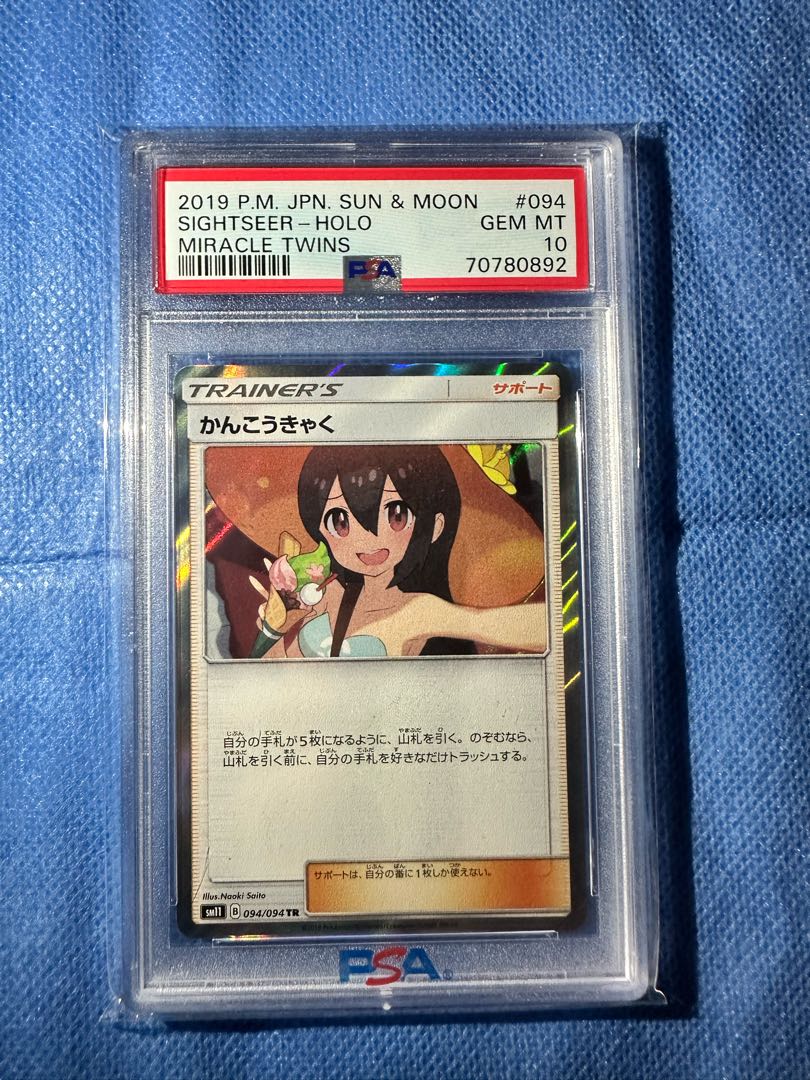 2019 P.M. JPN. SUN & MOON #094
SIGHTSEER-HOLO GEM MT
MIRACLE TWINS 10
PSA 70780892
TRAINER'S サポート
かんこうきゃく
自分の手札が5枚になるように、山札を引く。のぞむなら、
山札を引く前に、自分の手札を好きなだけトラッシュする。
サポートは、自分の番に1枚しか使えない。
Illus.Naoki Saito
sm11 B 094/094 TR
PSA